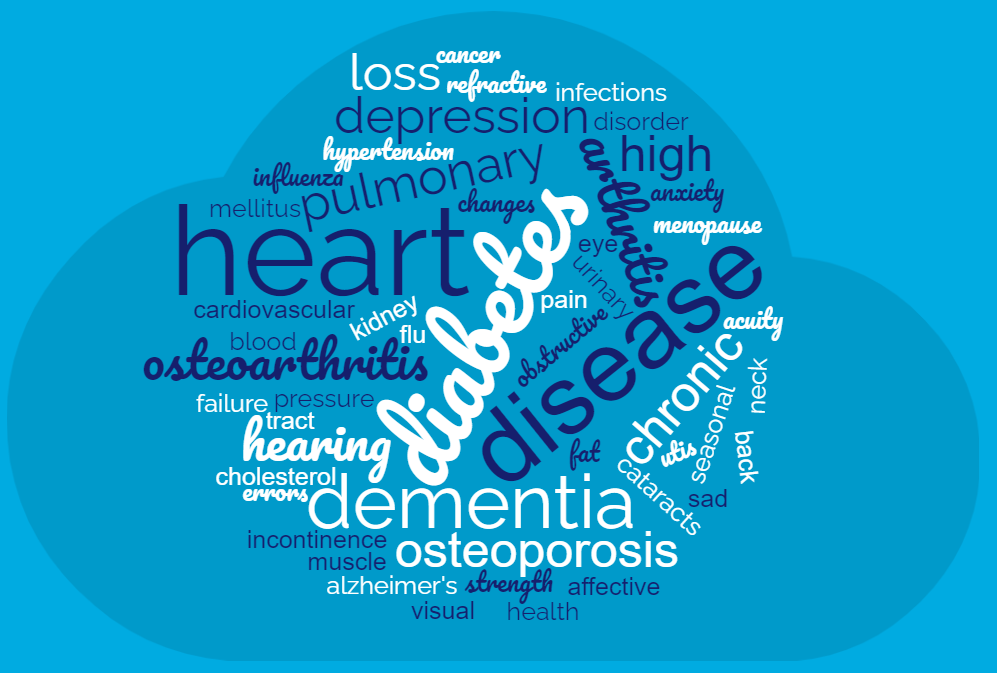 cancer
loss
refractive
infections
depression
disorder
hypertension
high
arthritis
pulmonary
influenza
anxiety
changes
mellitus
menopause
heart
diabetes
eye
urinary
disease
pain
cardiovascular
kidney
flu
acuity
blood
obstructive
osteoarthritis
chronic
neck
failure
pressure
tract
seasonal
hearing
utis
fat
back
cholesterol
errors
cataracts
sad
dementia
incontinence
osteoporosis
muscle
alzheimer's
strength
affective
visual
health